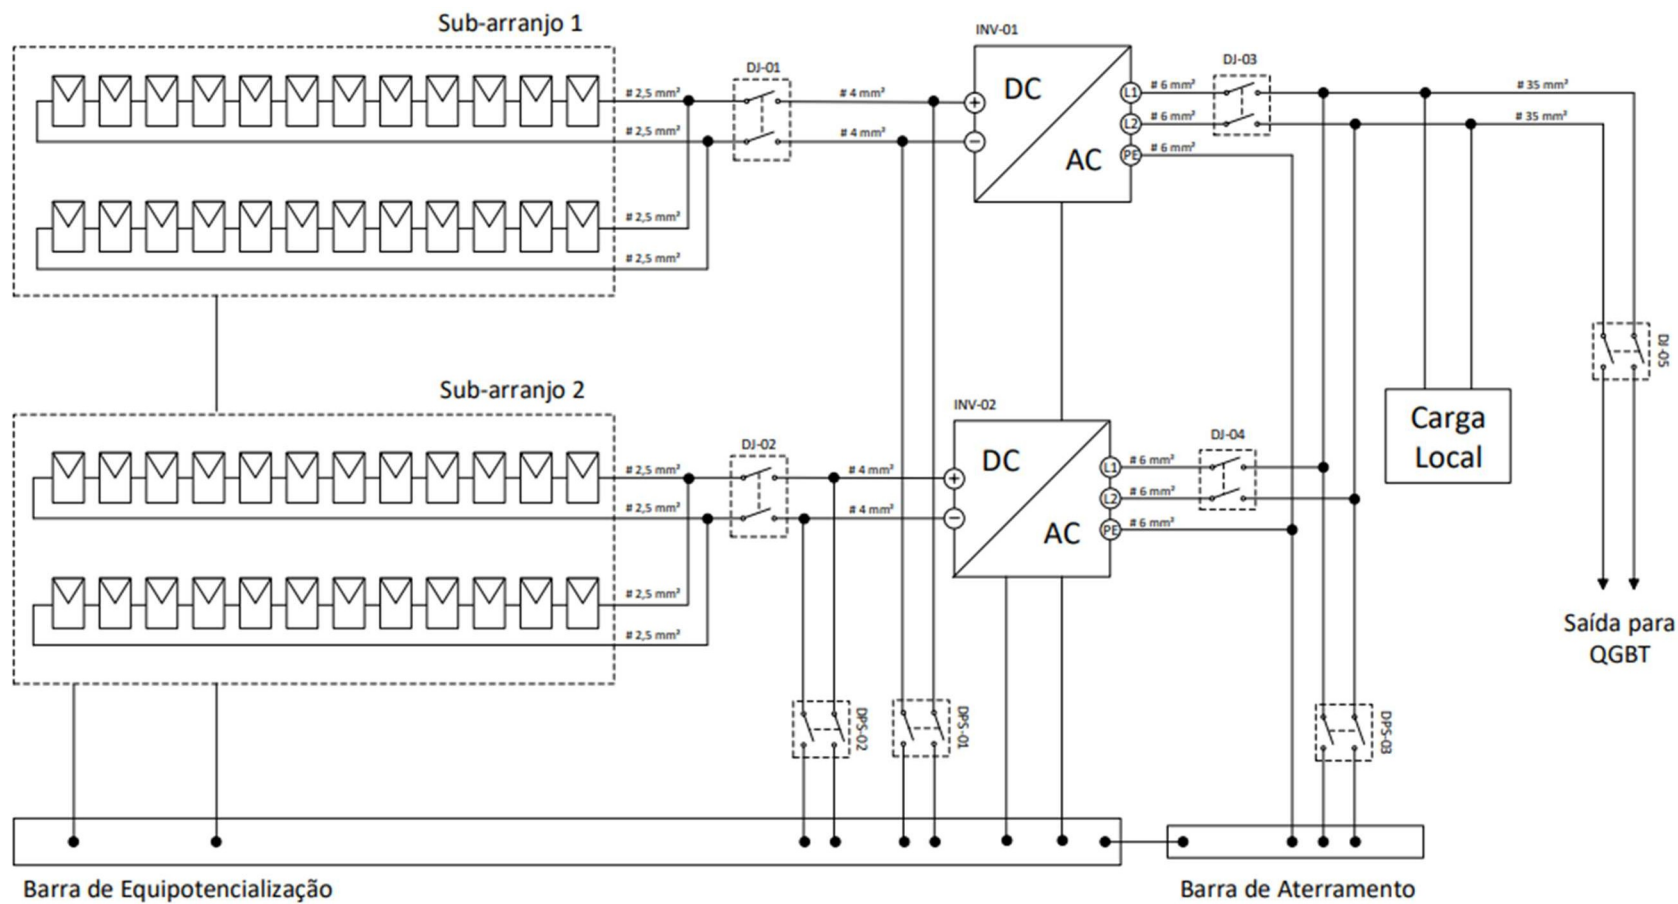 Sub-arranjo 1
INV-01
DJ-01
DJ-03
# 2,5 mm²
# 4 mm²
DC
# 6 mm²
# 35 mm²
+
L1
# 2,5 mm²
# 4 mm²
# 6 mm²
# 35 mm²
−
L2
AC
# 6 mm²
PE
# 2,5 mm²
# 2,5 mm²
DJ-05
Sub-arranjo 2
INV-02
DJ-02
DJ-04
Carga
Local
# 2,5 mm²
# 4 mm²
DC
# 6 mm²
+
L1
# 2,5 mm²
# 4 mm²
# 6 mm²
−
L2
AC
# 6 mm²
PE
# 2,5 mm²
# 2,5 mm²
Saída para
QGBT
DPS-02
DPS-01
DPS-03
Barra de Equipotencialização
Barra de Aterramento